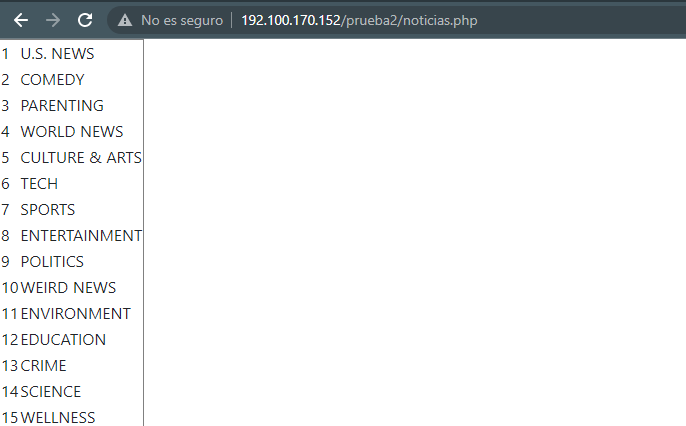 No es seguro 192.100.170.152/prueba2/noticias.php
1 U.S. NEWS
2 COMEDY
3 PARENTING
4 WORLD NEWS
5 CULTURE & ARTS
6 TECH
7 SPORTS
8 ENTERTAINMENT
9 POLITICS
10 WEIRD NEWS
11 ENVIRONMENT
12 EDUCATION
13 CRIME
14 SCIENCE
15 WELLNESS